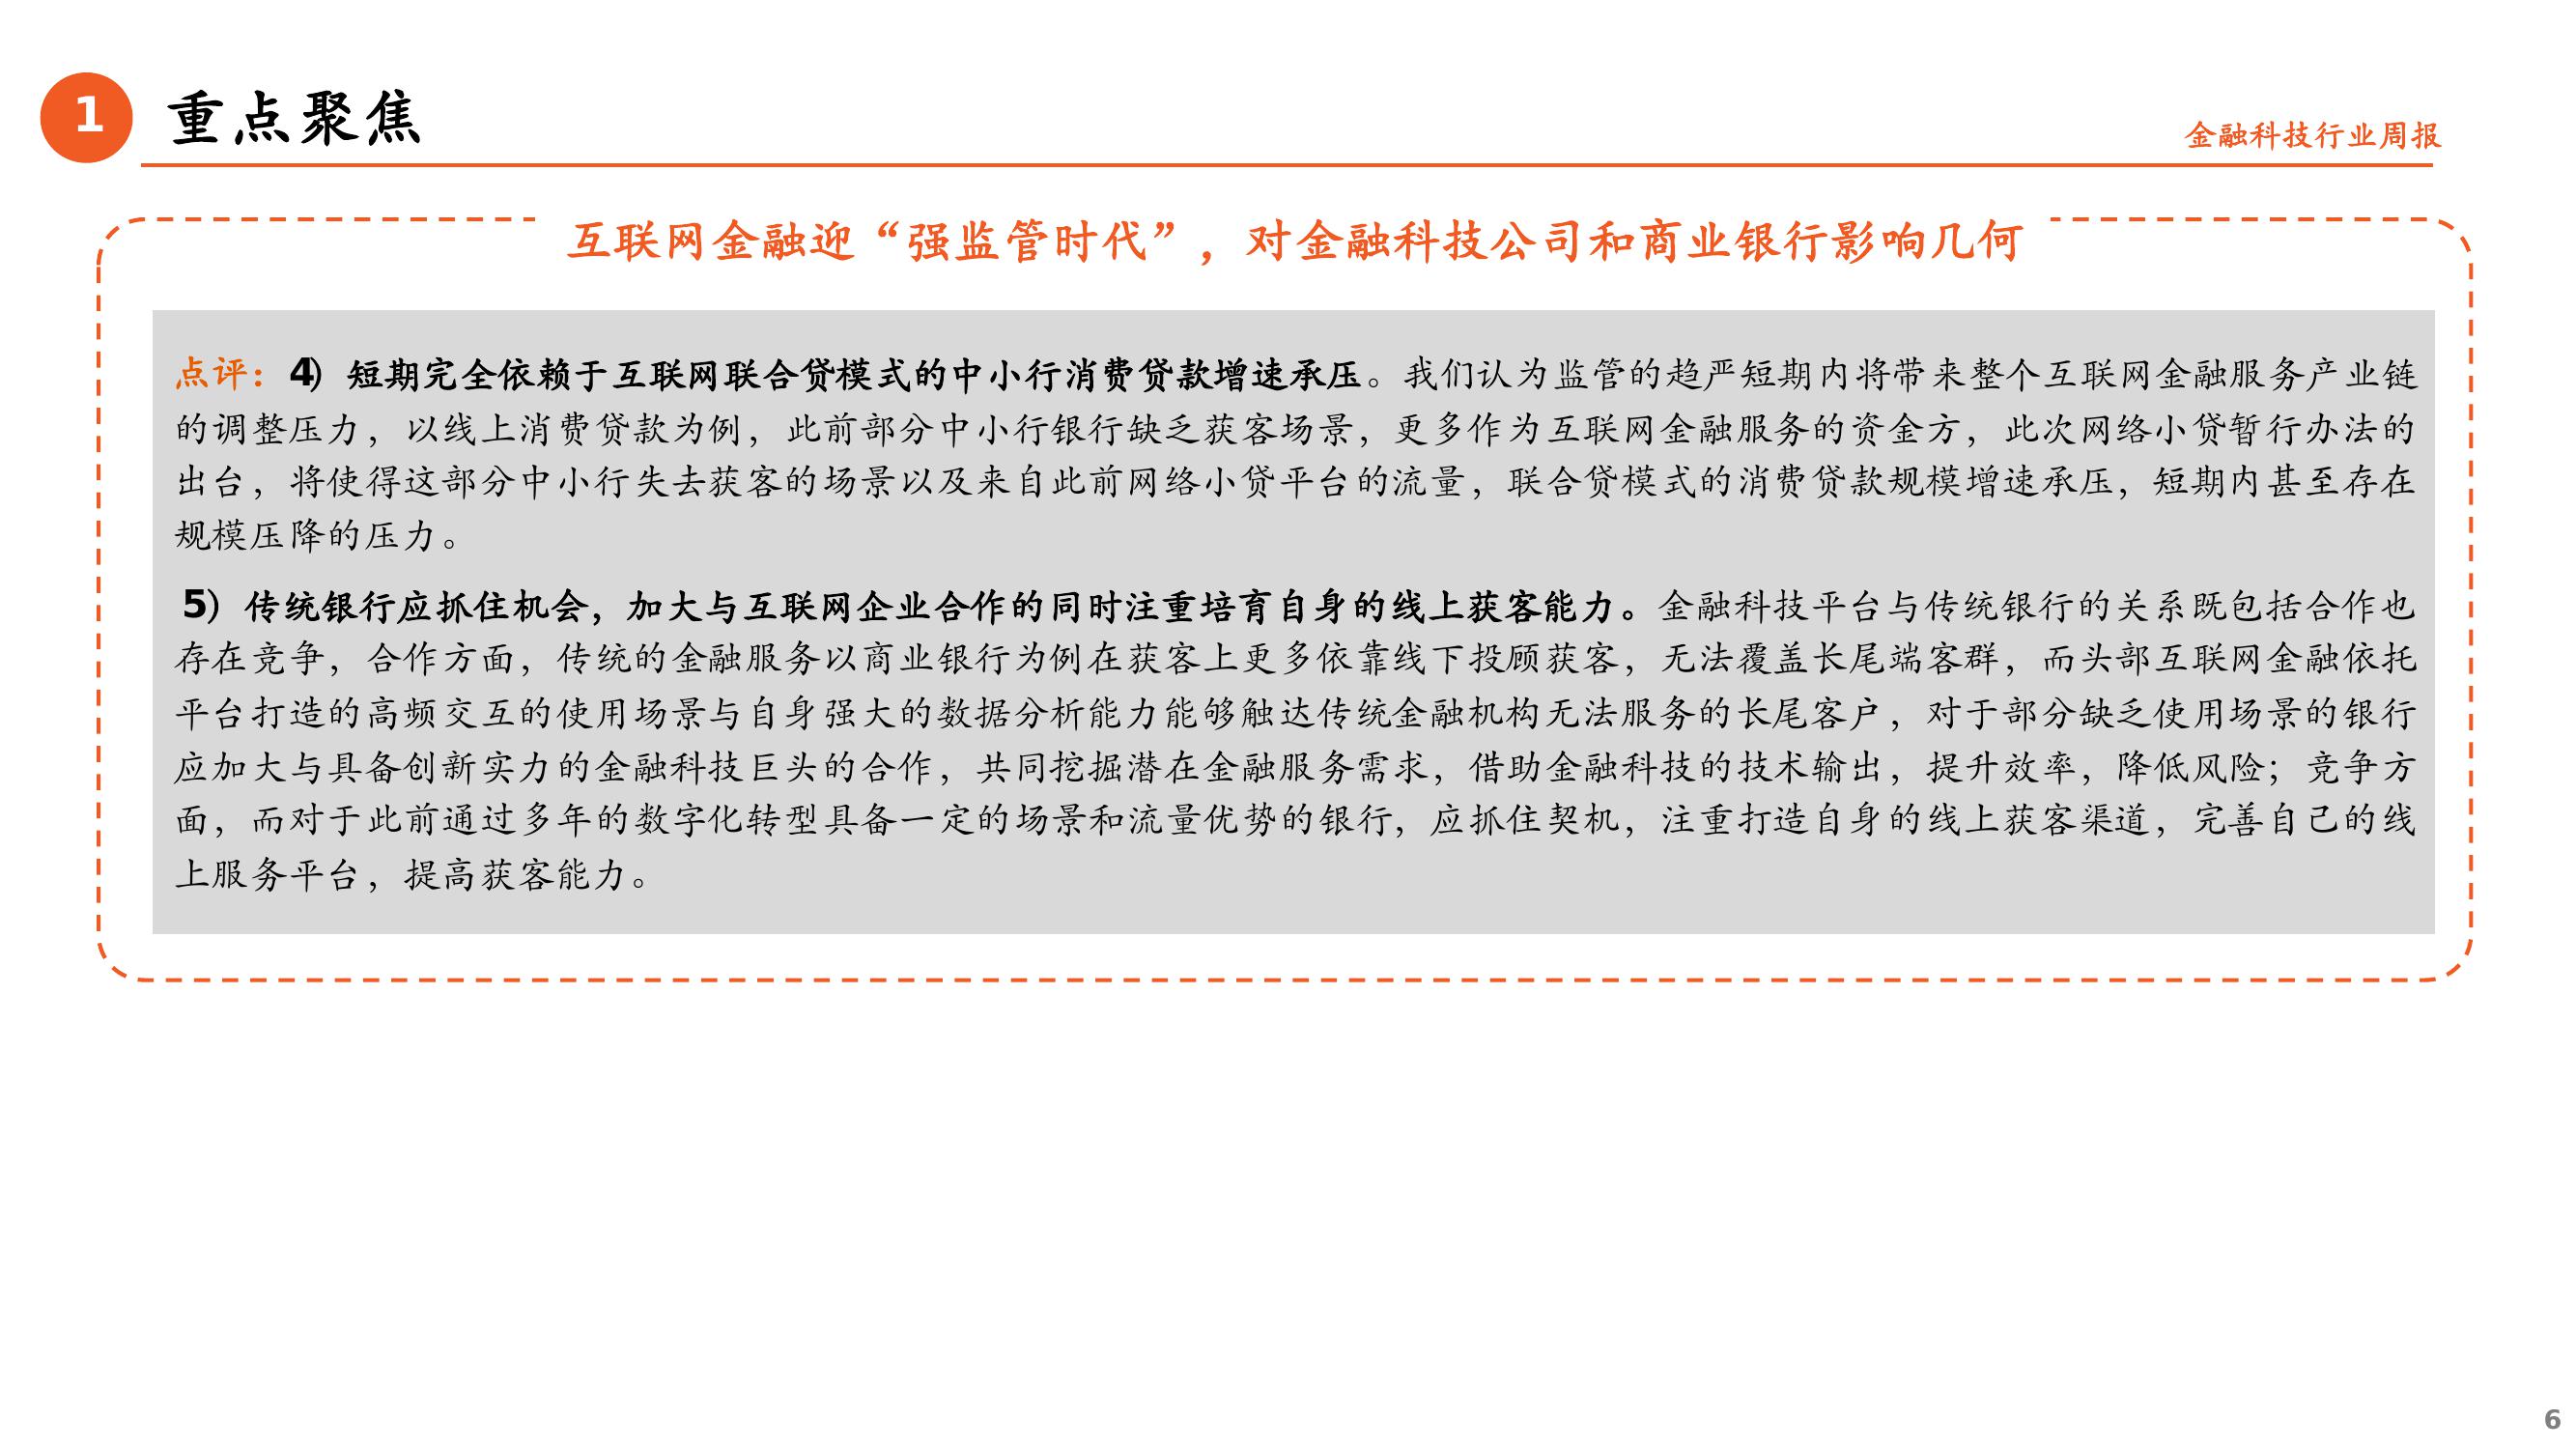 1
重点聚焦
金融科技行业周报
互联网金融迎“强监管时代”，对金融科技公司和商业银行影响几何
点评：4）短期完全依赖于互联网联合贷模式的中小行消费贷款增速承压。我们认为监管的趋严短期内将带来整个互联网金融服务产业链
的调整压力，以线上消费贷款为例，此前部分中小行银行缺乏获客场景，更多作为互联网金融服务的资金方，此次网络小贷暂行办法的
出台，将使得这部分中小行失去获客的场景以及来自此前网络小贷平台的流量，联合贷模式的消费贷款规模增速承压，短期内甚至存在
规模压降的压力。
5）传统银行应抓住机会，加大与互联网企业合作的同时注重培育自身的线上获客能力。金融科技平台与传统银行的关系既包括合作也
存在竞争，合作方面，传统的金融服务以商业银行为例在获客上更多依靠线下投顾获客，无法覆盖长尾端客群，而头部互联网金融依托
平台打造的高频交互的使用场景与自身强大的数据分析能力能够触达传统金融机构无法服务的长尾客户，对于部分缺乏使用场景的银行
应加大与具备创新实力的金融科技巨头的合作，共同挖掘潜在金融服务需求，借助金融科技的技术输出，提升效率，降低风险；竞争方
面，而对于此前通过多年的数字化转型具备一定的场景和流量优势的银行，应抓住契机，注重打造自身的线上获客渠道，完善自己的线
上服务平台，提高获客能力。
6